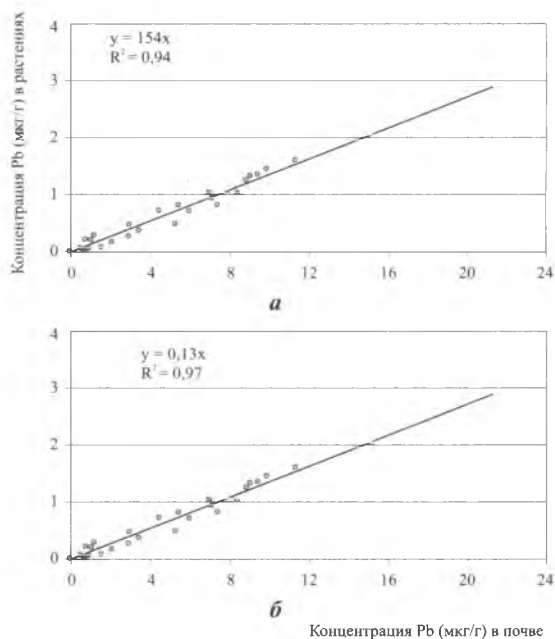 Концентрация Pb (мкг/г) в растениях
y = 154x
R² = 0,94
4
3
2
1
0
0 4 8 12 16 20 24
а
y = 0,13x
R² = 0,97
4
3
2
1
0
0 4 8 12 16 20 24
б
Концентрация Pb (мкг/г) в почве